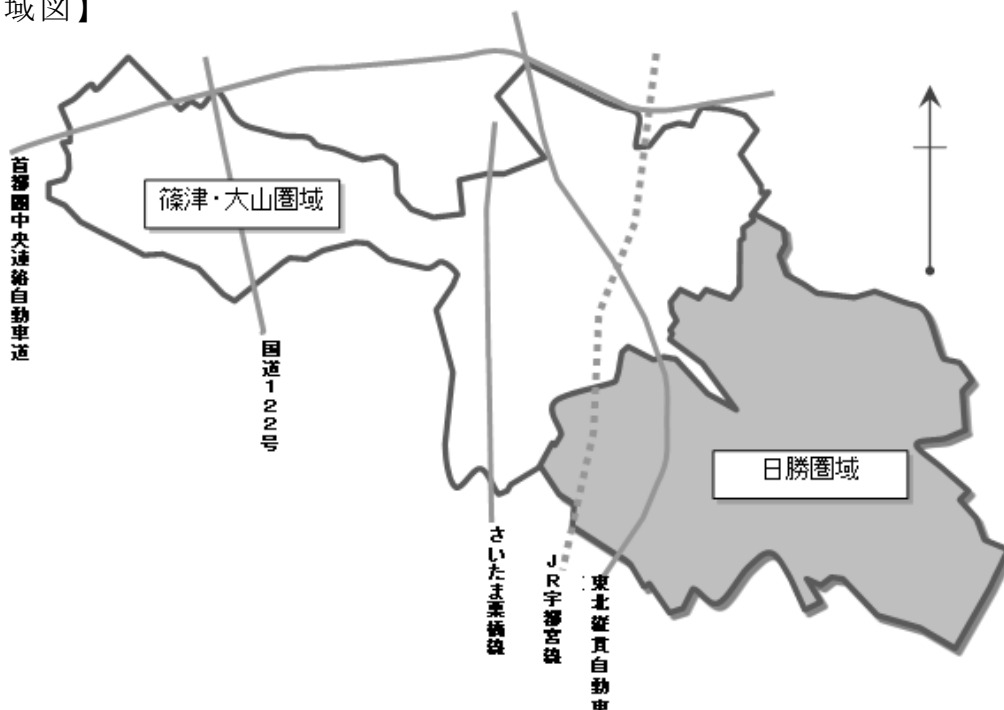 域図】
篠津・大山圏域
首都圏中央連絡自動車道
国道122号
日勝圏域
さいたま栗橋線
JR宇都宮線
東北縦貫自動車